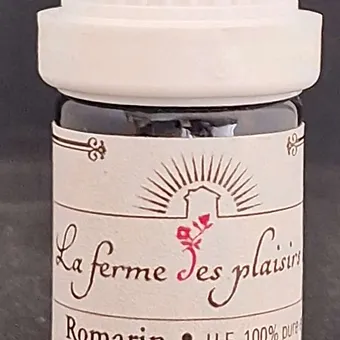 La ferme des plaisirs
Romarin • H.E. 100% pure